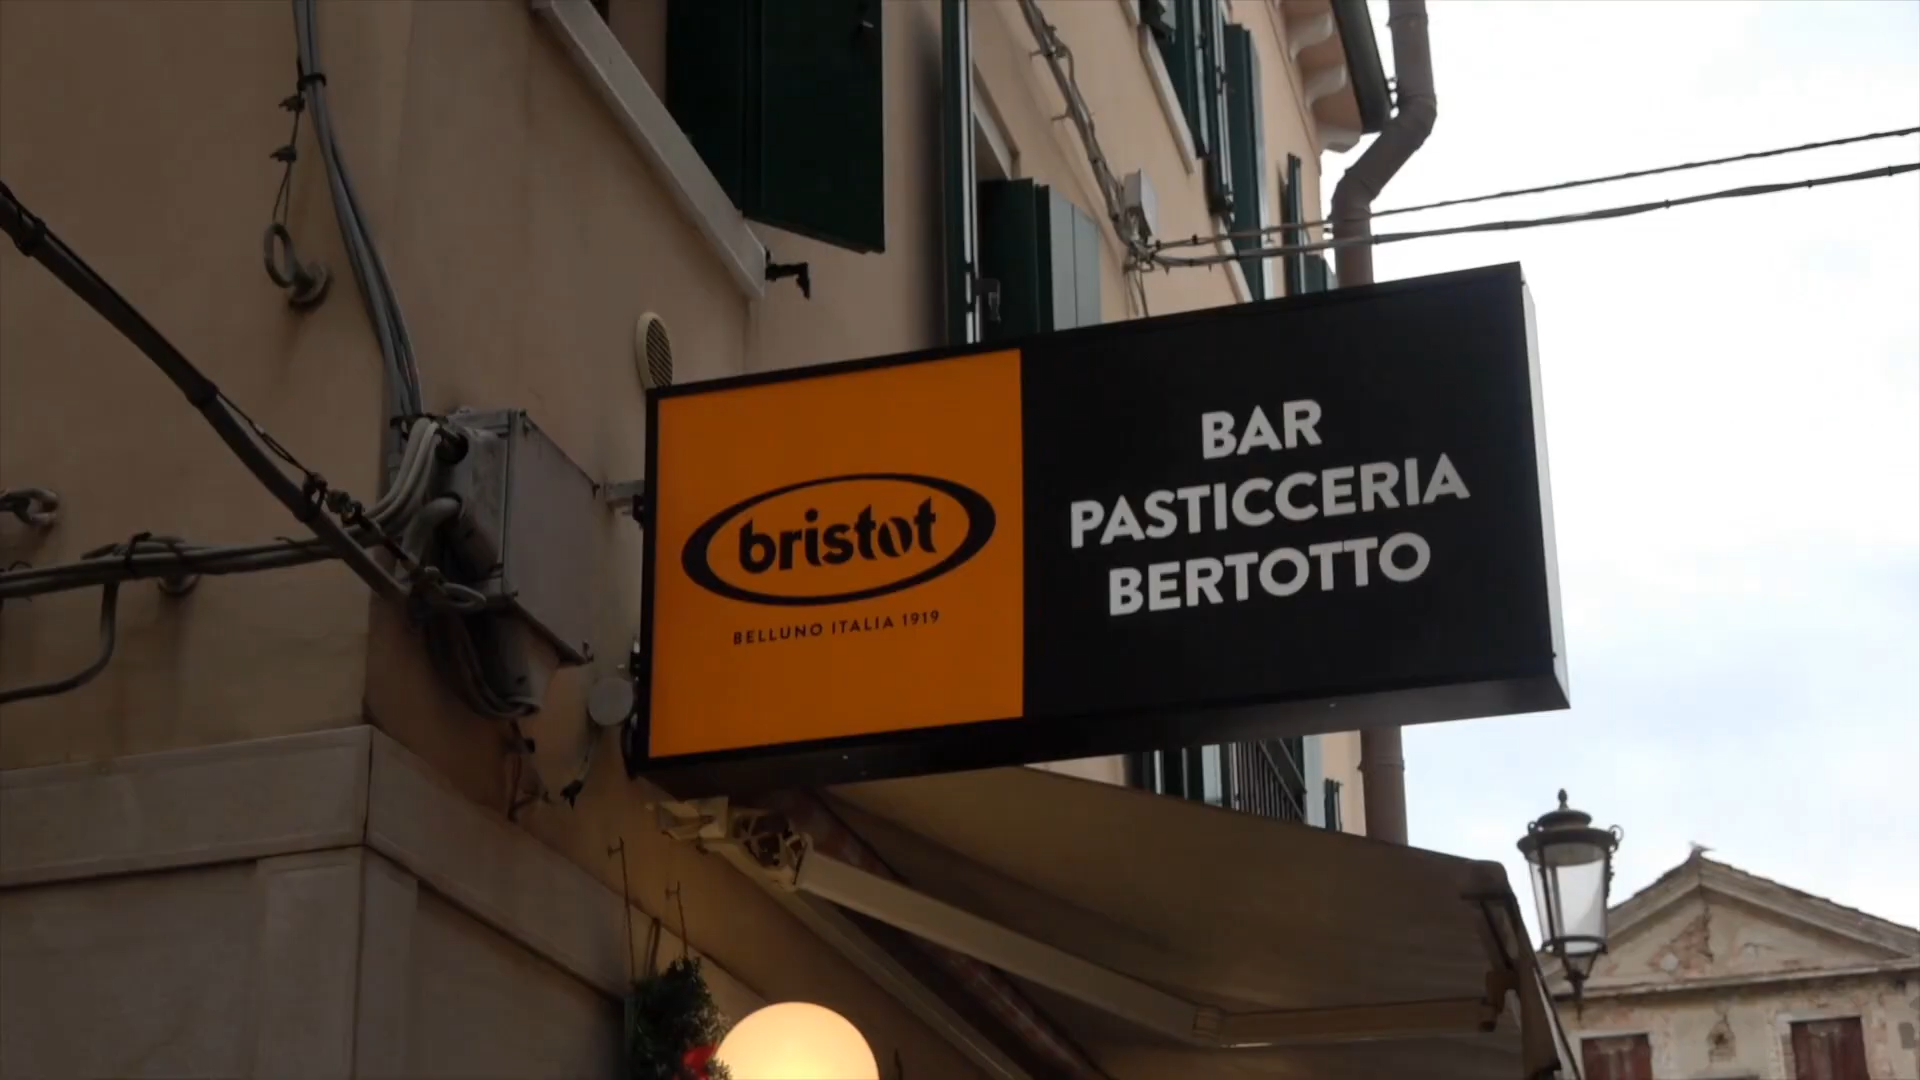 bristot
BELLUNO ITALIA 1919
BAR
PASTICCERIA
BERTOTTO